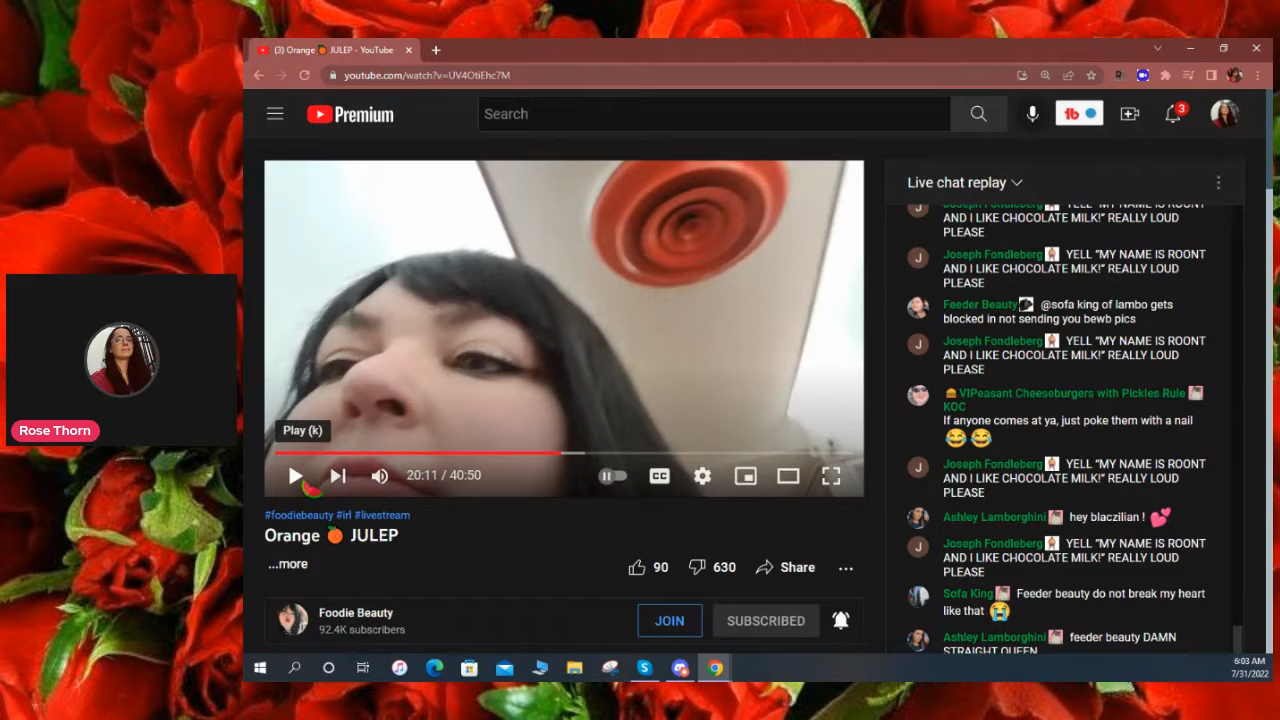 (3) Orange 🍊 JULEP - YouTube
youtube.com/watch?v=UV4OtiEhc7M
Premium
Search
tb
3
Live chat replay
Joseph Fondleberg YELL "MY NAME IS ROONT
AND I LIKE CHOCOLATE MILK!" REALLY LOUD
PLEASE
Joseph Fondleberg YELL "MY NAME IS ROONT
AND I LIKE CHOCOLATE MILK!" REALLY LOUD
PLEASE
Feeder Beauty @sofa king of lambo gets
blocked in not sending you bewb pics
Joseph Fondleberg YELL "MY NAME IS ROONT
AND I LIKE CHOCOLATE MILK!" REALLY LOUD
PLEASE
🍔VIPeasant Cheeseburgers with Pickles Rule
KOC
If anyone comes at ya, just poke them with a nail
😂😂
Joseph Fondleberg YELL "MY NAME IS ROONT
AND I LIKE CHOCOLATE MILK!" REALLY LOUD
PLEASE
Ashley Lamborghini hey blaczilian ! 💕
Joseph Fondleberg YELL "MY NAME IS ROONT
AND I LIKE CHOCOLATE MILK!" REALLY LOUD
PLEASE
Sofa King Feeder beauty do not break my heart
like that 😭
Ashley Lamborghini feeder beauty DAMN
STRAIGHT QUEEN
J
J
J
J
J
Rose Thorn
Play (k)
20:11 / 40:50
CC
#foodiebeauty #irl #livestream
Orange 🍊 JULEP
...more
90
630
Share
Foodie Beauty
92.4K subscribers
JOIN
SUBSCRIBED
6:03 AM
7/31/2022